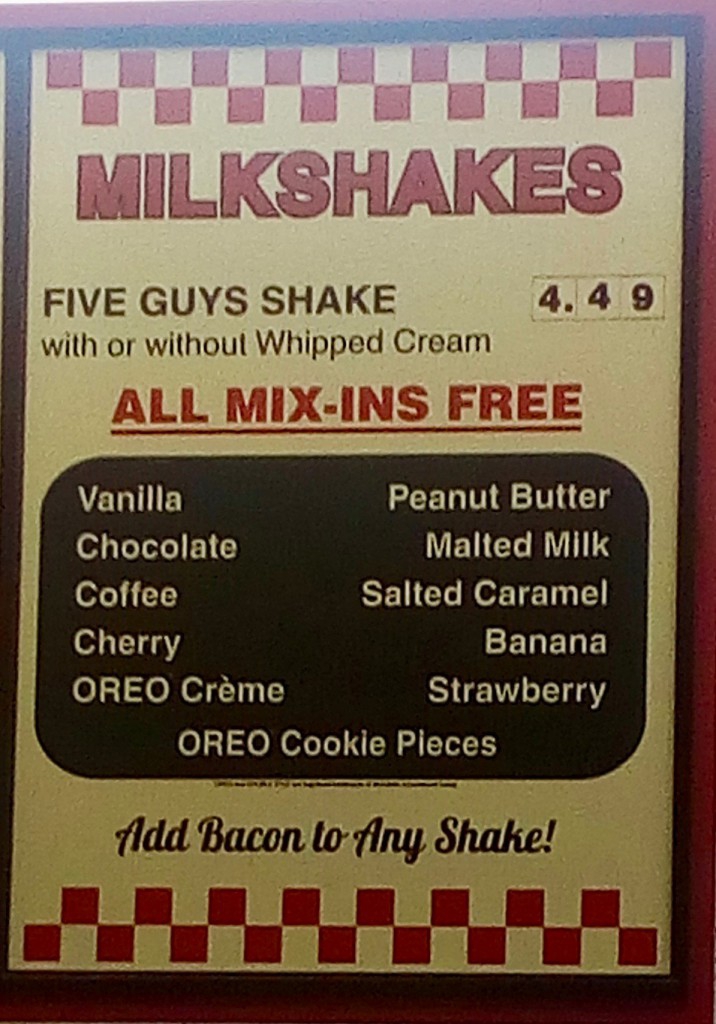 MILKSHAKES
FIVE GUYS SHAKE 4.49
with or without Whipped Cream
ALL MIX-INS FREE
Vanilla Peanut Butter
Chocolate Malted Milk
Coffee Salted Caramel
Cherry Banana
OREO Crème Strawberry
OREO Cookie Pieces
Add Bacon to Any Shake!